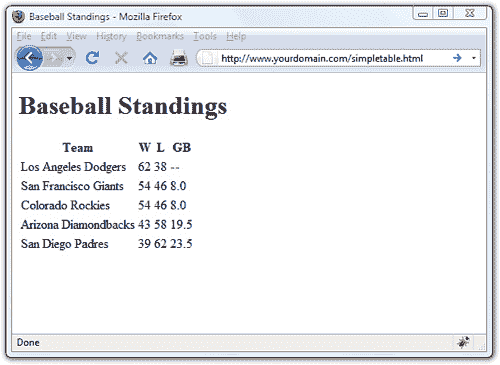 Baseball Standings - Mozilla Firefox
File Edit View History Bookmarks Tools Help
http://www.yourdomain.com/simpletable.html
Baseball Standings
Team W L GB
Los Angeles Dodgers 62 38 --
San Francisco Giants 54 46 8.0
Colorado Rockies 54 46 8.0
Arizona Diamondbacks 43 58 19.5
San Diego Padres 39 62 23.5
Done